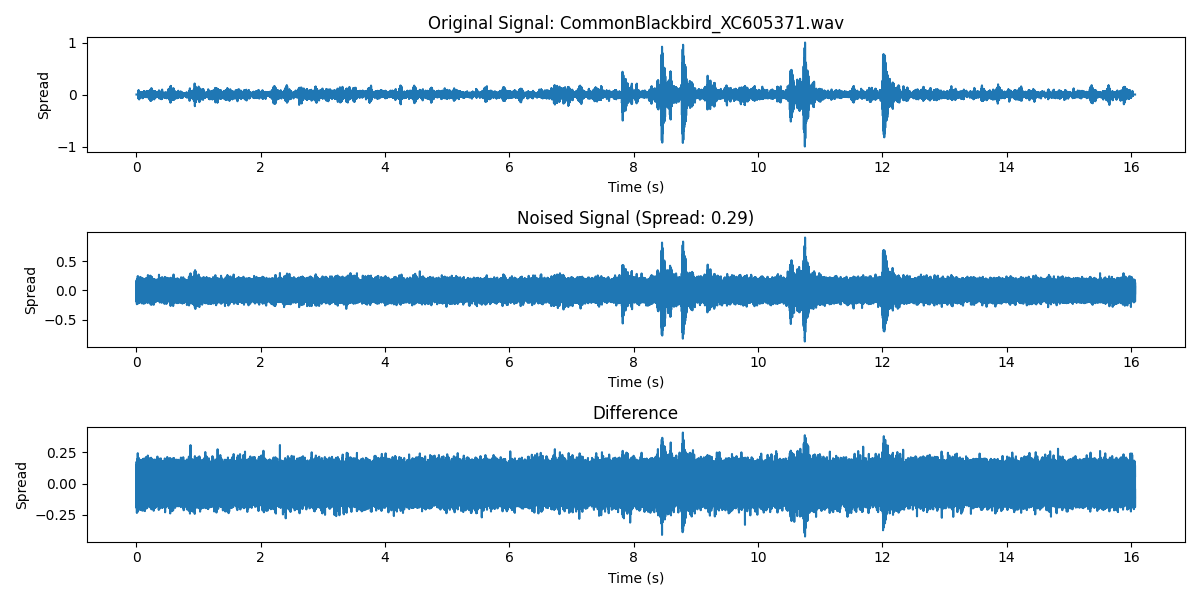 Original Signal: CommonBlackbird_XC605371.wav
1
0
−1
Spread
0 2 4 6 8 10 12 14 16
Time (s)
Noised Signal (Spread: 0.29)
0.5
0.0
−0.5
Spread
0 2 4 6 8 10 12 14 16
Time (s)
Difference
0.25
0.00
−0.25
Spread
0 2 4 6 8 10 12 14 16
Time (s)